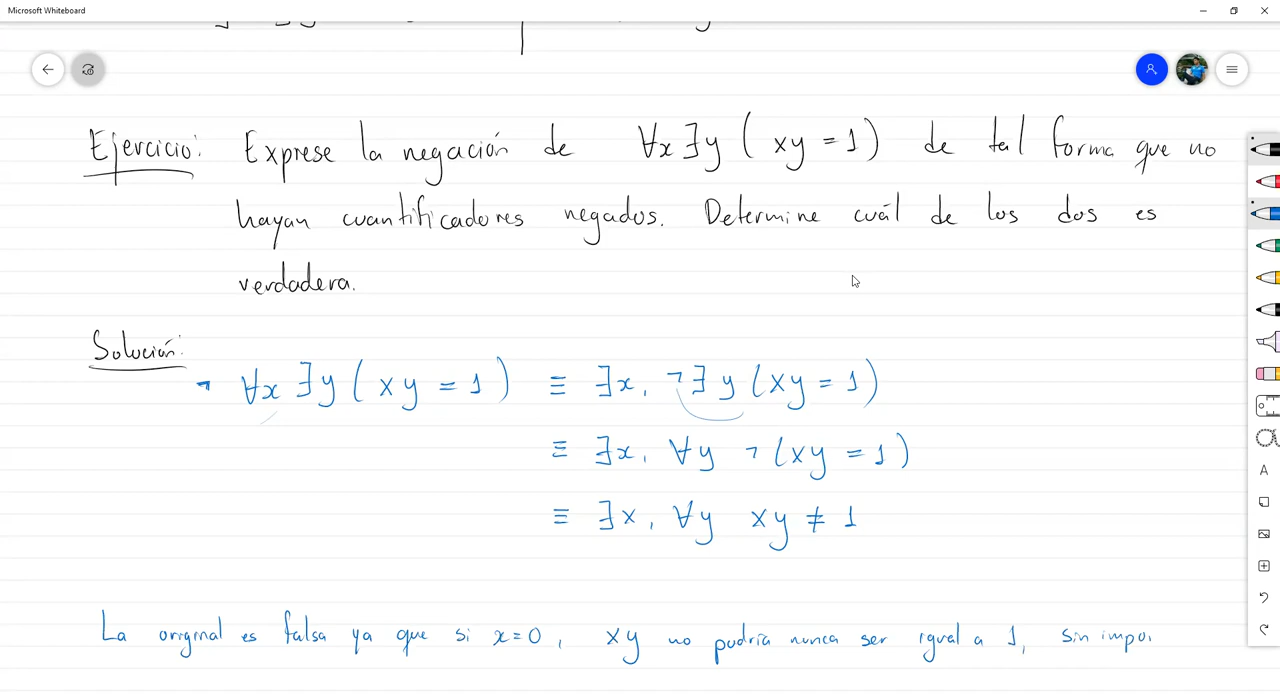 Microsoft Whiteboard
Ejercicio: Exprese la negación de ∀x∃y ( xy = 1 ) de tal forma que no
hayan cuantificadores negados. Determine cuál de los dos es
verdadera.
Solución:
¬ ∀x ∃y ( xy = 1 ) ≡ ∃x, ¬∃y (xy = 1)
≡ ∃x, ∀y ¬ (xy = 1)
≡ ∃x, ∀y xy ≠ 1
La original es falsa ya que si x=0, xy no podría nunca ser igual a 1, sin impor
A